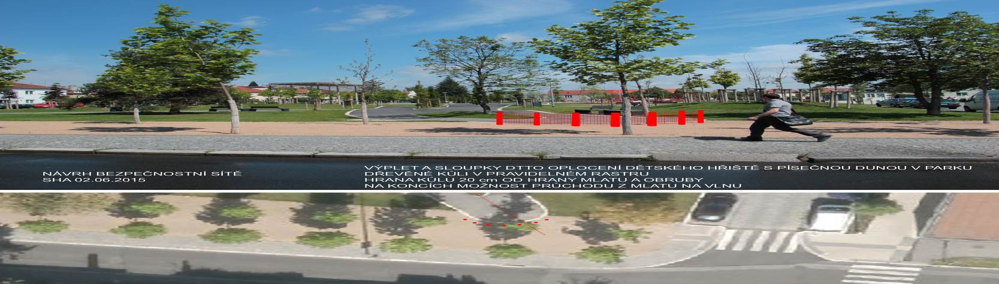 NÁVRH BEZPEČNOSTNÍ SÍTĚ
SHA 02.06.2015
VÝPLET A SLOUPKY DTTO OPLOCENÍ DĚTSKÉHO HŘIŠTĚ S PÍSEČNOU DUNOU V PARKU
DŘEVĚNÉ KŮLI V PRAVIDELNÉM RASTRU
HRANA KŮLU 20 cm OD HRANY MLATU A OBRUBY
NA KONCÍCH MOŽNOST PRŮCHODU Z MLATU NA VLNU